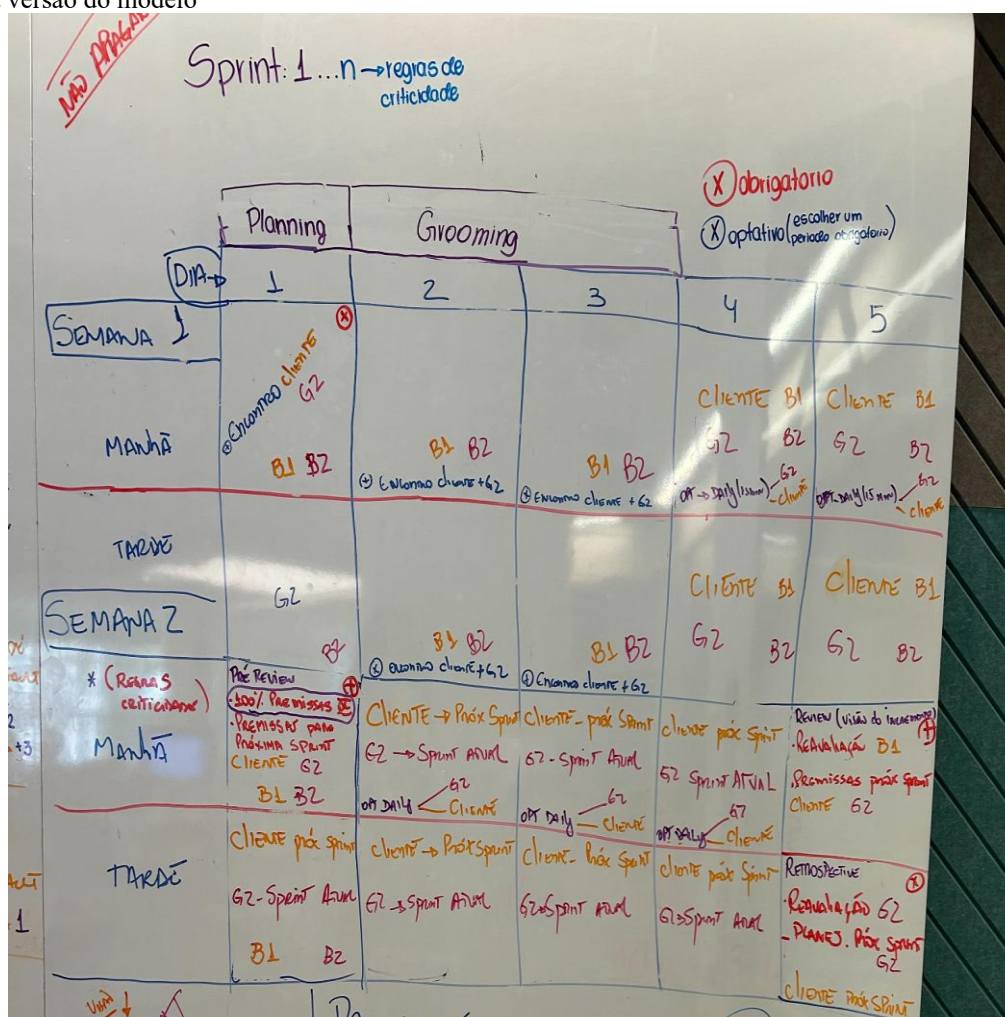 versão do modelo
NÃO APAGAR
Sprint: 1...n → regras de
criticidade
X obrigatorio
X optativo (escolher um
periodo obrigatorio)
Planning
Grooming
DIA →
1
2
3
4
5
SEMANA 1
MANHÃ
X
Encontro cliente
G2
B1 B2
B1 B2
Encontro cliente + G2
B1 B2
Encontro cliente + G2
CLIENTE B1
G2 B2
OPT → DAILY (15min) G2
cliente
Cliente B1
G2 B2
OPT-DAILY (15 min) G2
cliente
TARDE
G2
B1 B2
X encontro cliente + G2
B1 B2
Encontro cliente + G2
CLIENTE B1
G2 B2
Cliente B1
G2 B2
SEMANA 2
* (REGRAS
CRITICIDADE)
MANHÃ
PRÉ REVIEW
100% PREMISSAS
PREMISSAS PARA
PRÓXIMA SPRINT
CLIENTE G2
B1 B2
CLIENTE → Próx Sprint
G2 → Sprint ATUAL
OPT DAILY G2
CLIENTE
Cliente - próx Sprint
G2 - Sprint Atual
OPT DAILY G2
Cliente
cliente próx Sprint
G2 Sprint ATUAL
OPT DAILY G2
Cliente
REVIEW (visão do incremento)
- REAVALIAÇÃO B1
. Premissas próx Sprint
Cliente G2
TARDE
Cliente próx sprint
G2 - Sprint Atual
B1 B2
cliente → Próx Sprint
G2 → Sprint ATUAL
Cliente - Próx Sprint
G2 → Sprint ATUAL
cliente próx Sprint
G2 → Sprint Atual
RETROSPECTIVE
X
- REAVALIAÇÃO G2
- PLANEJ. PRÓX SPRINT
G2
CLIENTE PRÓX SPRINT
+3
1